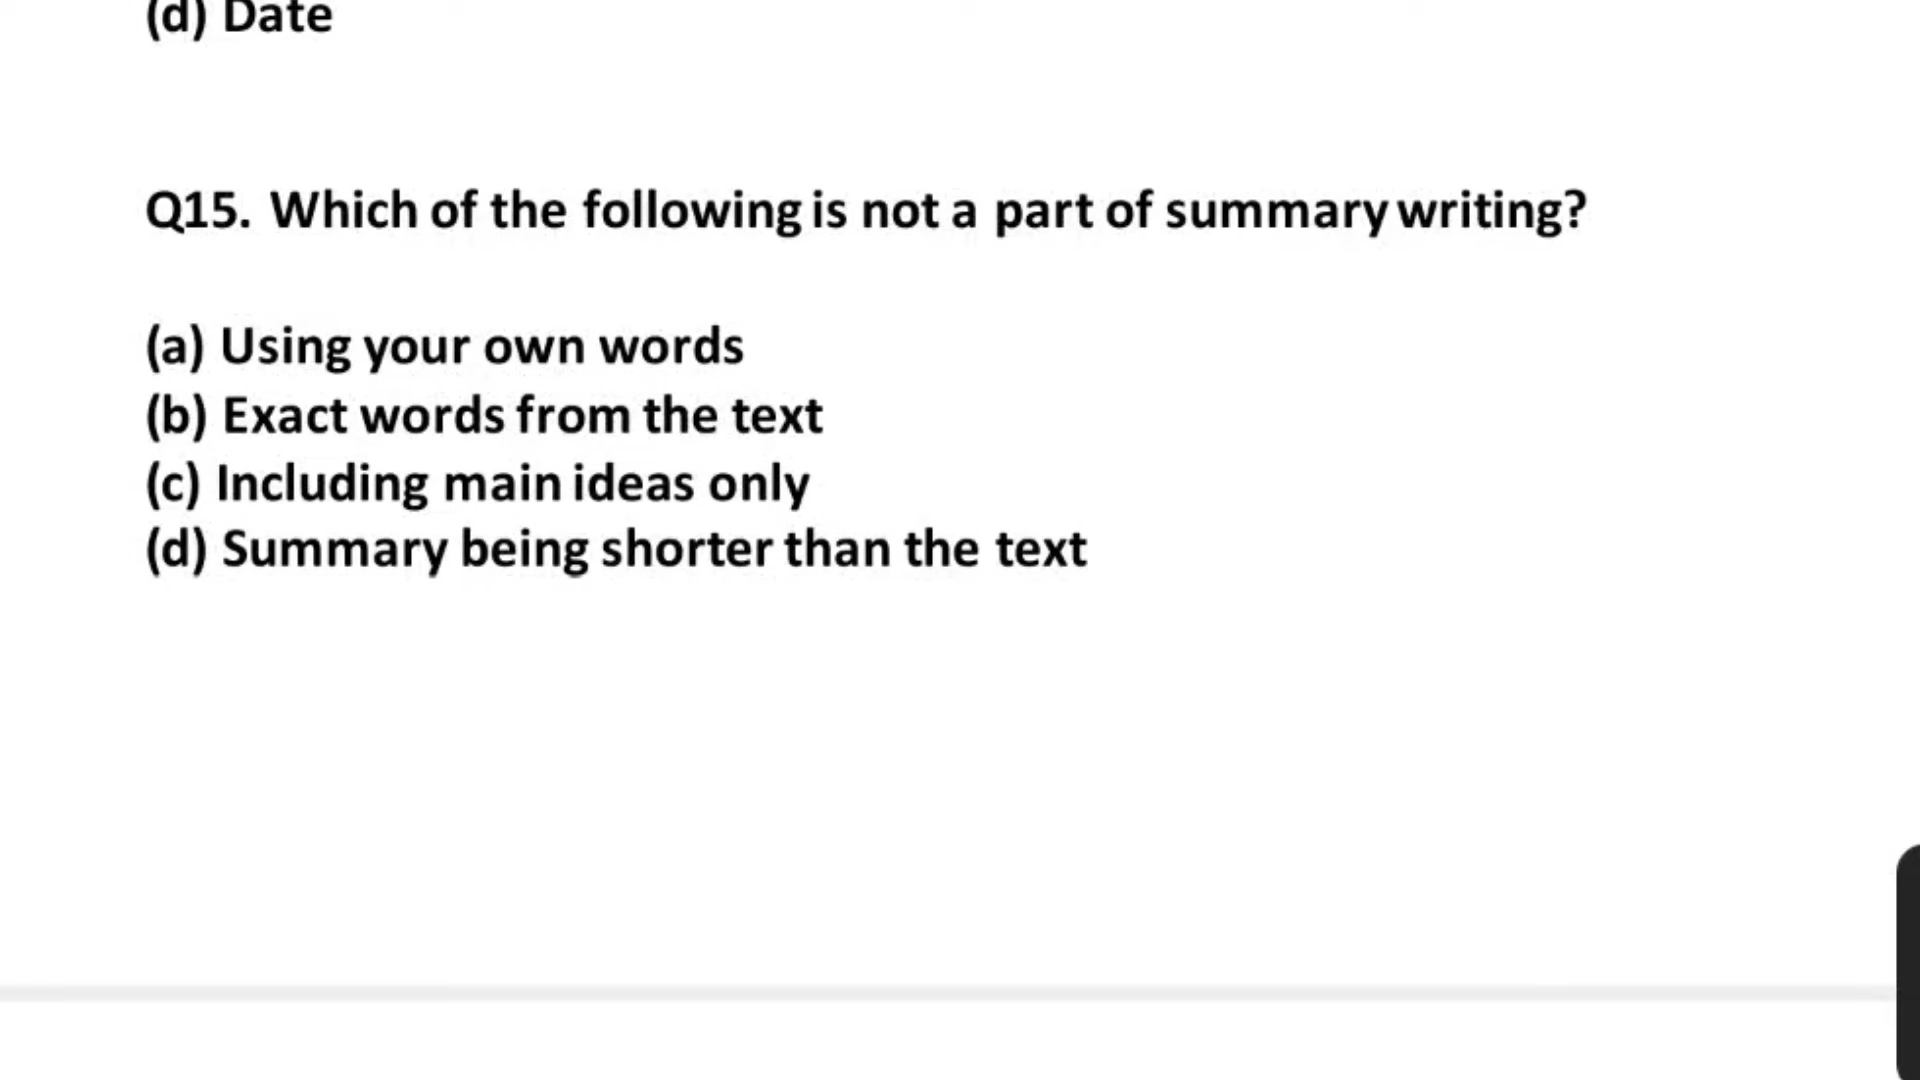 (d) Date
Q15. Which of the following is not a part of summary writing?
(a) Using your own words
(b) Exact words from the text
(c) Including main ideas only
(d) Summary being shorter than the text